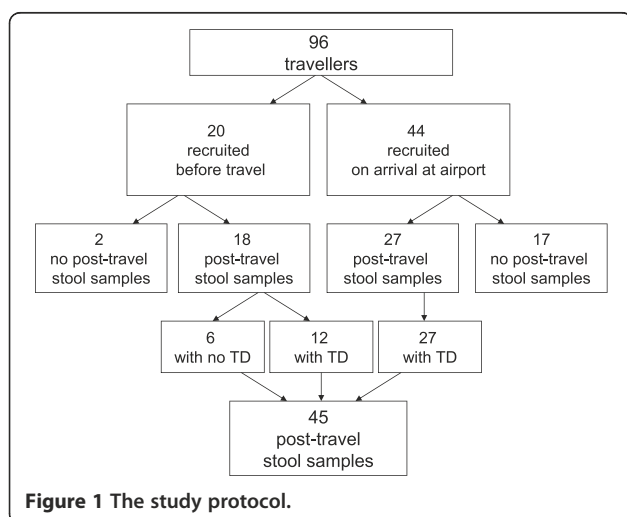 96
travellers
20
recruited
before travel
44
recruited
on arrival at airport
2
no post-travel
stool samples
18
post-travel
stool samples
27
post-travel
stool samples
17
no post-travel
stool samples
6
with no TD
12
with TD
27
with TD
45
post-travel
stool samples
Figure 1 The study protocol.